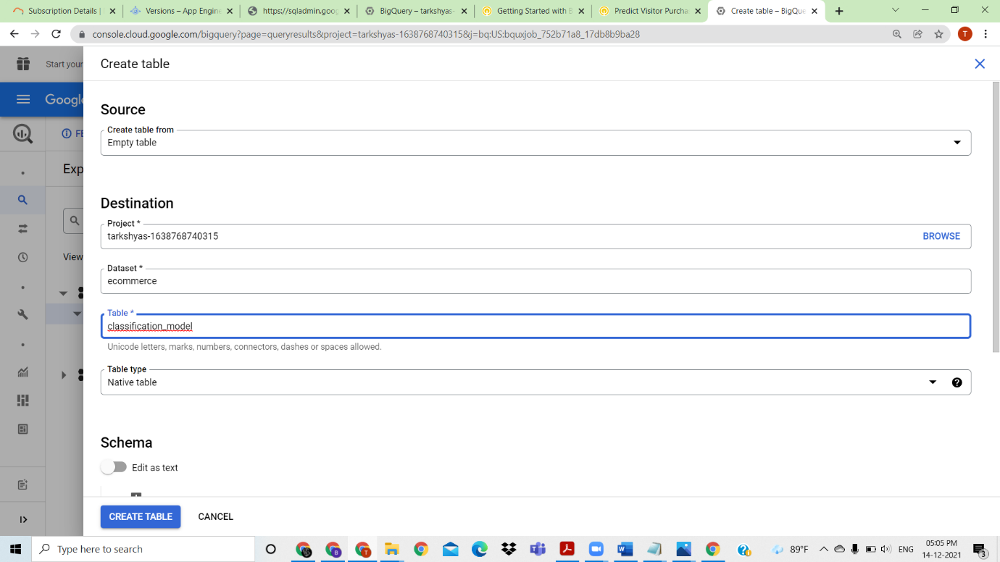 Subscription Details |
Versions – App Engine
https://sqladmin.goog
BigQuery – tarkshyas-
Getting Started with B
Predict Visitor Purcha
Create table – BigQue
console.cloud.google.com/bigquery?page=queryresults&project=tarkshyas-1638768740315&j=bq:US:bquxjob_752b71a8_17db8b9ba28
T
Start your
Create table
Google
FE
Exp
View
Source
Create table from
Empty table
Destination
Project *
tarkshyas-1638768740315
BROWSE
Dataset *
ecommerce
Table *
classification_model
Unicode letters, marks, numbers, connectors, dashes or spaces allowed.
Table type
Native table
Schema
Edit as text
CREATE TABLE
CANCEL
Type here to search
89°F
ENG
05:05 PM
14-12-2021
3